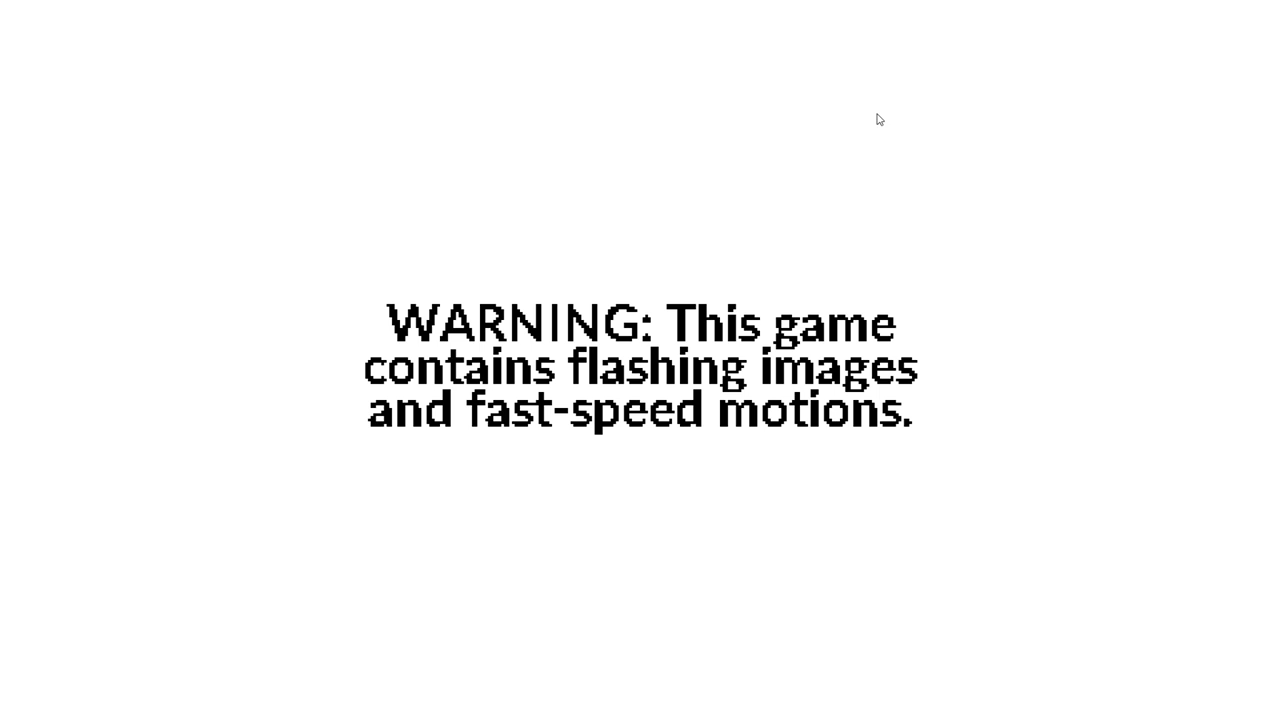 WARNING: This game
contains flashing images
and fast-speed motions.